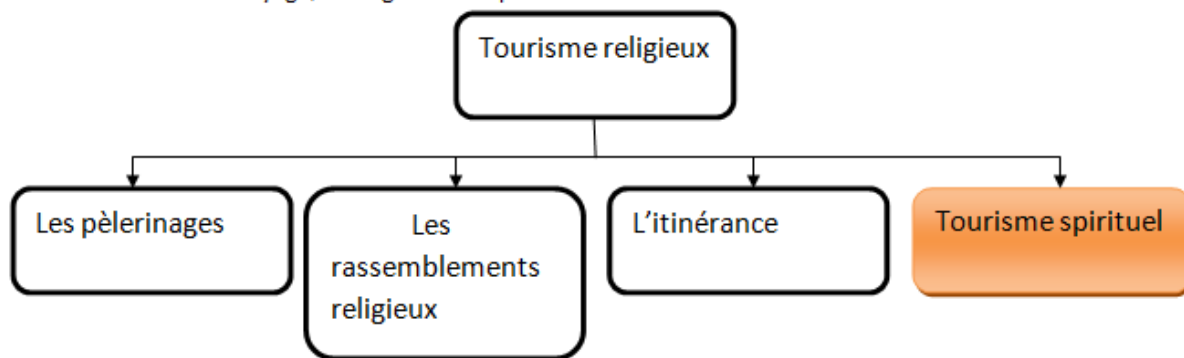 Tourisme religieux
Les pèlerinages
Les
rassemblements
religieux
L'itinérance
Tourisme spirituel